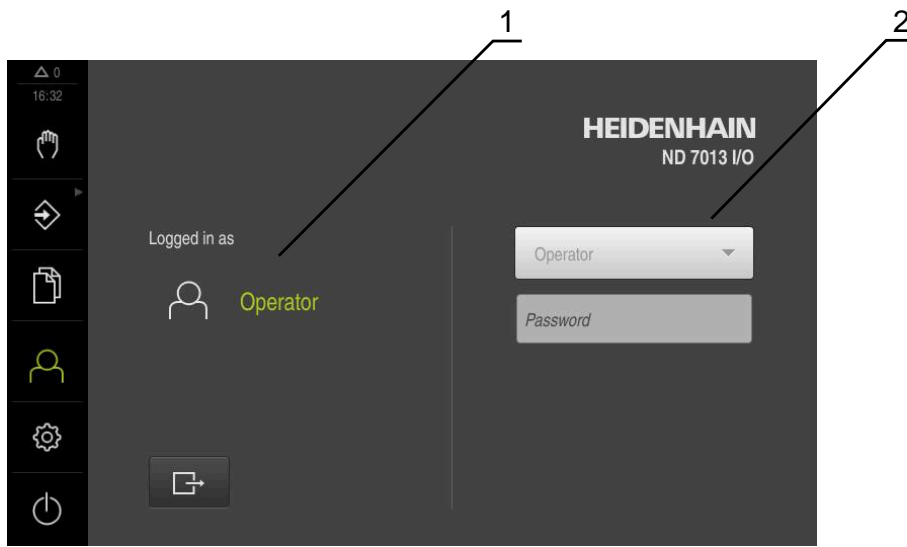 1
2
0
16:32
HEIDENHAIN
ND 7013 I/O
Logged in as
Operator
Operator
Password